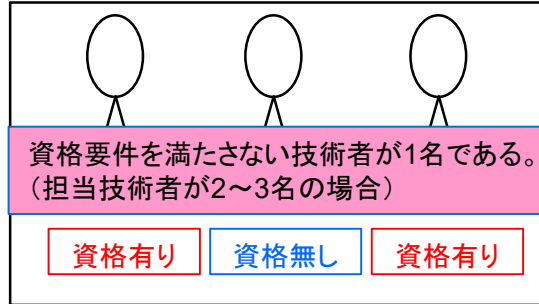 資格要件を満たさない技術者が1名である。
（担当技術者が2～3名の場合）
資格有り 資格無し 資格有り